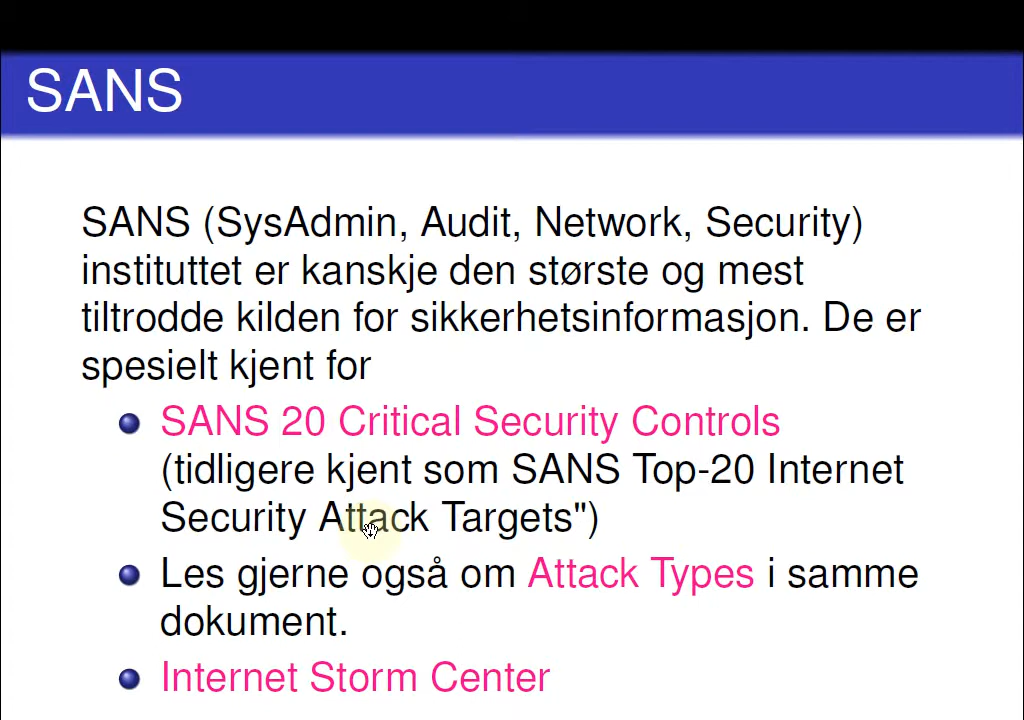 SANS
SANS (SysAdmin, Audit, Network, Security)
instituttet er kanskje den største og mest
tiltrodde kilden for sikkerhetsinformasjon. De er
spesielt kjent for
SANS 20 Critical Security Controls
(tidligere kjent som SANS Top-20 Internet
Security Attack Targets")
Les gjerne også om Attack Types i samme
dokument.
Internet Storm Center